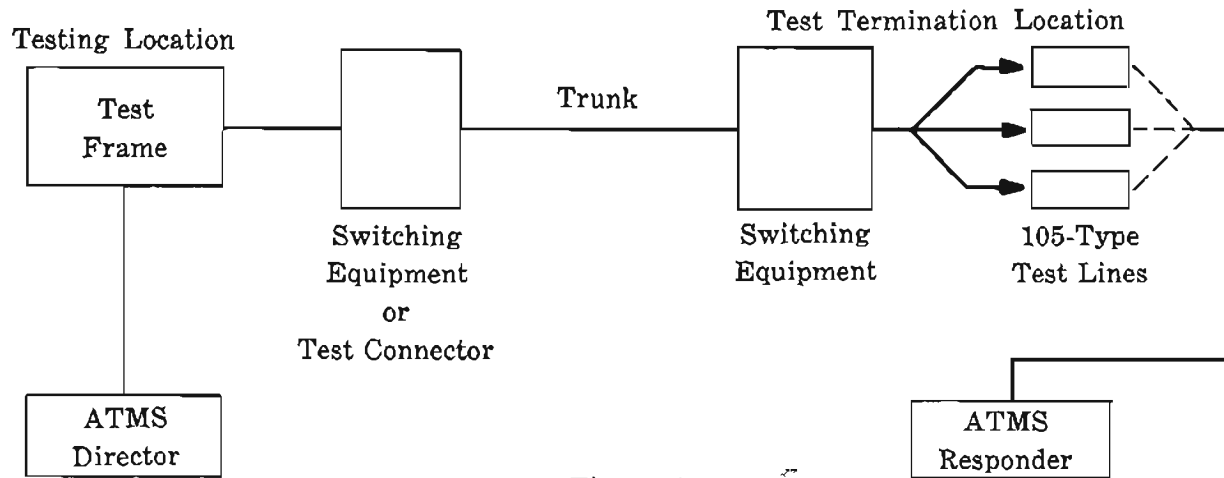 Testing Location
Test
Frame
Switching
Equipment
or
Test Connector
Trunk
Test Termination Location
Switching
Equipment
105-Type
Test Lines
ATMS
Director
ATMS
Responder